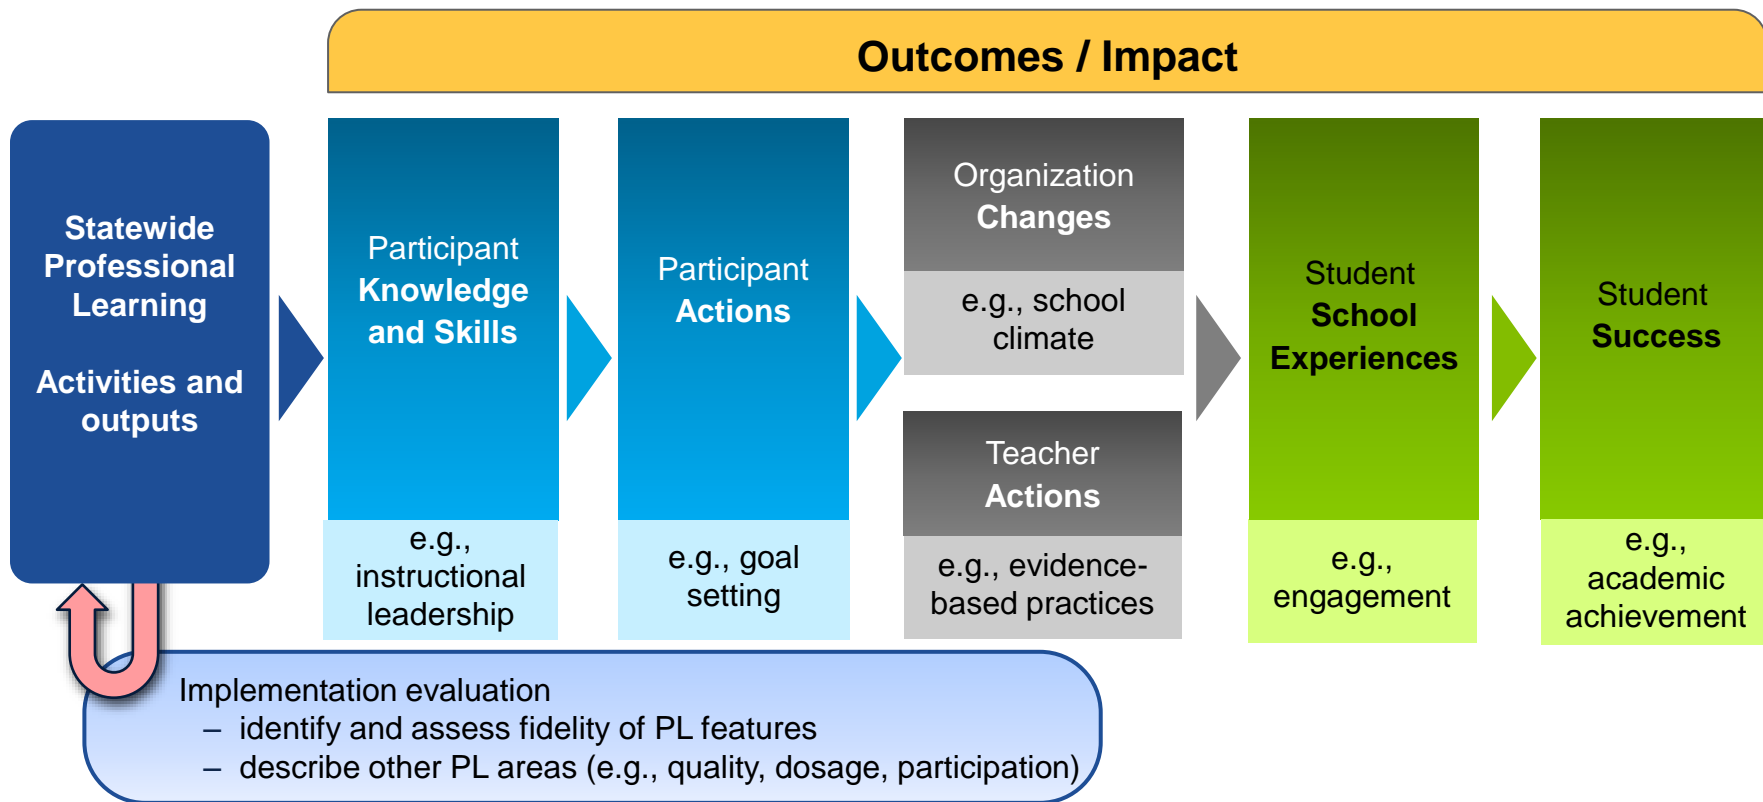 Outcomes / Impact
Statewide
Professional
Learning
Activities and
outputs
Participant
Knowledge
and Skills
e.g.,
instructional
leadership
Participant
Actions
e.g., goal
setting
Organization
Changes
e.g., school
climate
Teacher
Actions
e.g., evidence-
based practices
Student
School
Experiences
e.g.,
engagement
Student
Success
e.g.,
academic
achievement
Implementation evaluation
– identify and assess fidelity of PL features
– describe other PL areas (e.g., quality, dosage, participation)